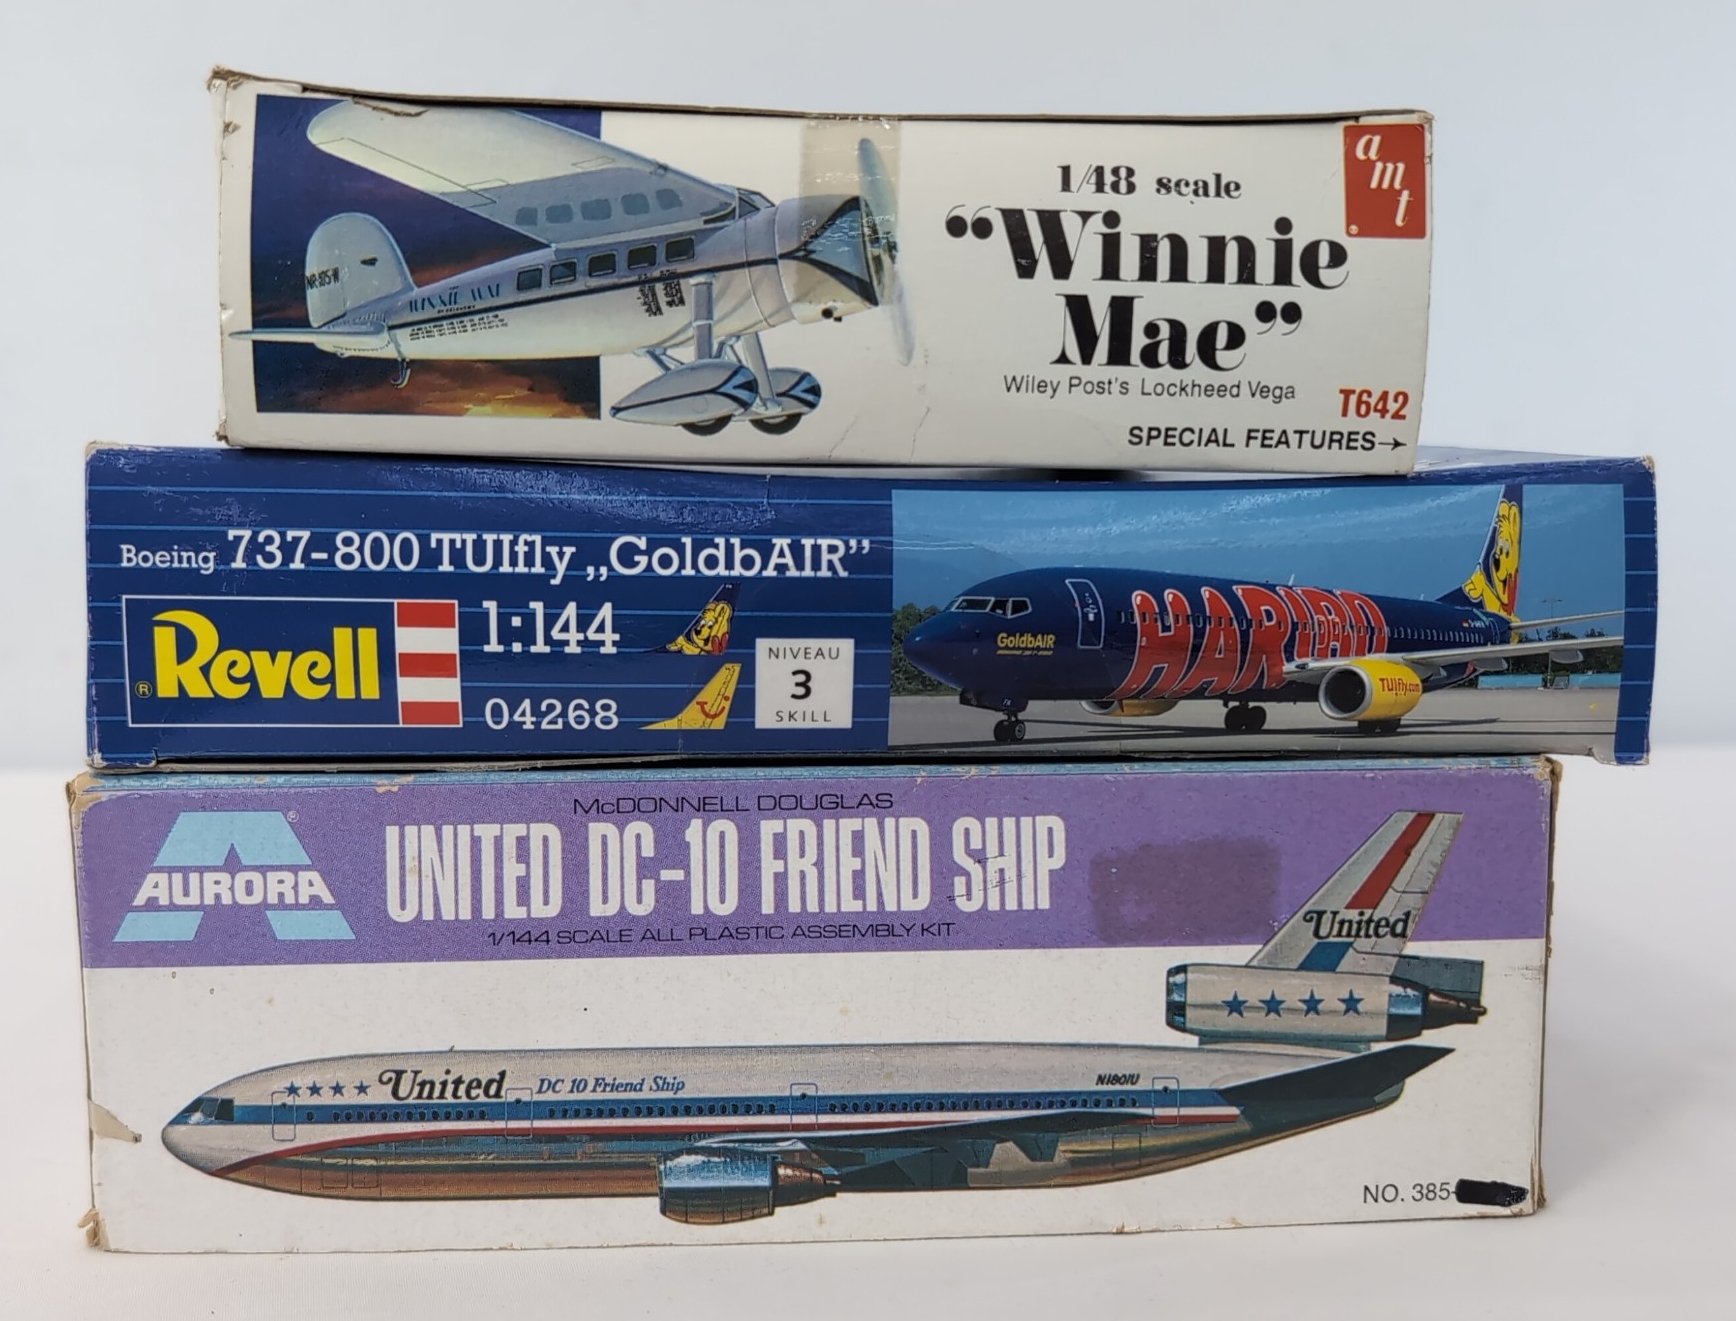 amt
1/48 scale
“Winnie
Mae”
Wiley Post's Lockheed Vega
T642
SPECIAL FEATURES→
NR-105-W
WINNIE MAE
Boeing 737-800 TUIfly „GoldbAIR”
® Revell
1:144
04268
NIVEAU
3
SKILL
GoldbAIR
HARIBO
TUIfly.com
AURORA ®
McDONNELL DOUGLAS
UNITED DC-10 FRIEND SHIP
1/144 SCALE ALL PLASTIC ASSEMBLY KIT
United
United DC 10 Friend Ship
N1801U
NO. 385-